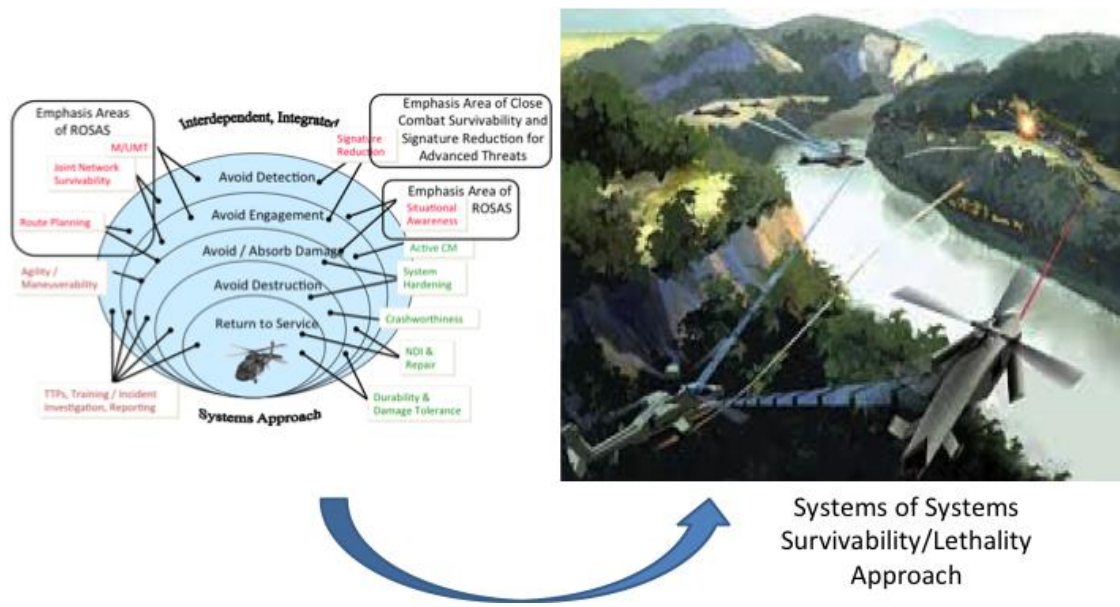 Emphasis Areas
of ROSAS
M/UMT
Joint Network
Survivability
Route Planning
Agility /
Maneuverability
TTPs, Training / Incident
Investigation, Reporting
Interdependent, Integrated
Avoid Detection
Avoid Engagement
Avoid / Absorb Damage
Avoid Destruction
Return to Service
Systems Approach
Signature
Reduction
Emphasis Area of Close
Combat Survivability and
Signature Reduction for
Advanced Threats
Emphasis Area of
ROSAS
Situational
Awareness
Active CM
System
Hardening
Crashworthiness
NDI &
Repair
Durability &
Damage Tolerance
Systems of Systems
Survivability/Lethality
Approach